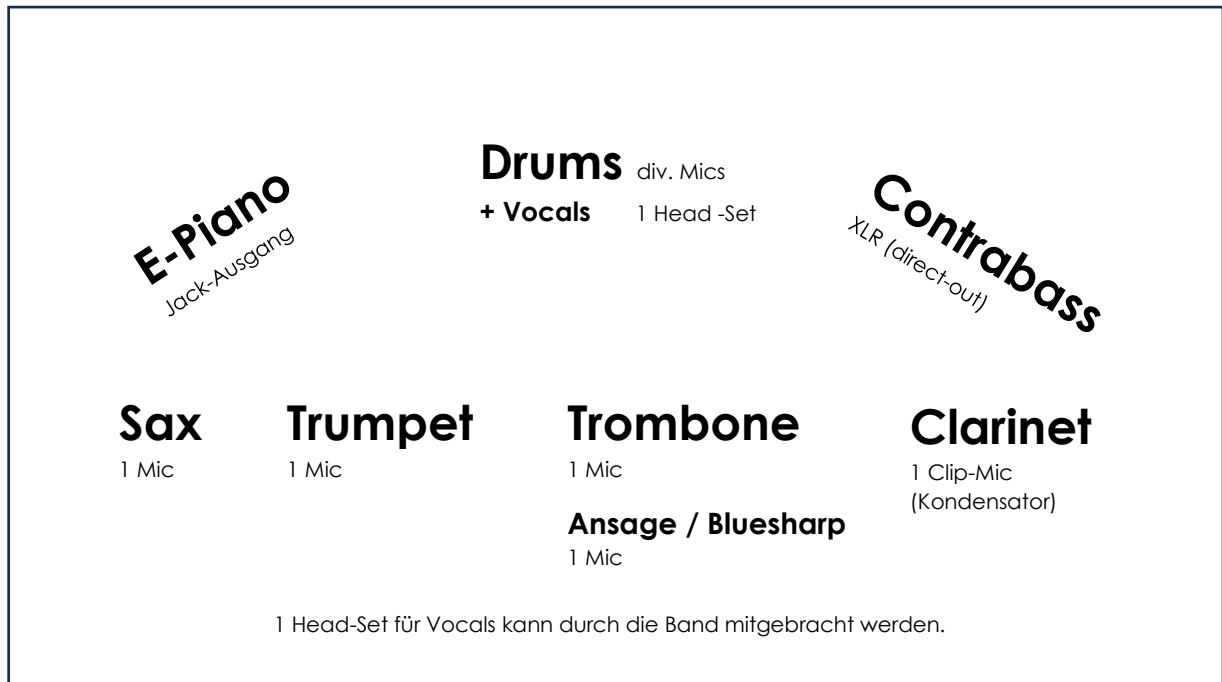 Drums div. Mics
+ Vocals 1 Head -Set
E-Piano
Jack-Ausgang
Contrabass
XLR (direct-out)
Sax
1 Mic
Trumpet
1 Mic
Trombone
1 Mic
Ansage / Bluesharp
1 Mic
Clarinet
1 Clip-Mic
(Kondensator)
1 Head-Set für Vocals kann durch die Band mitgebracht werden.